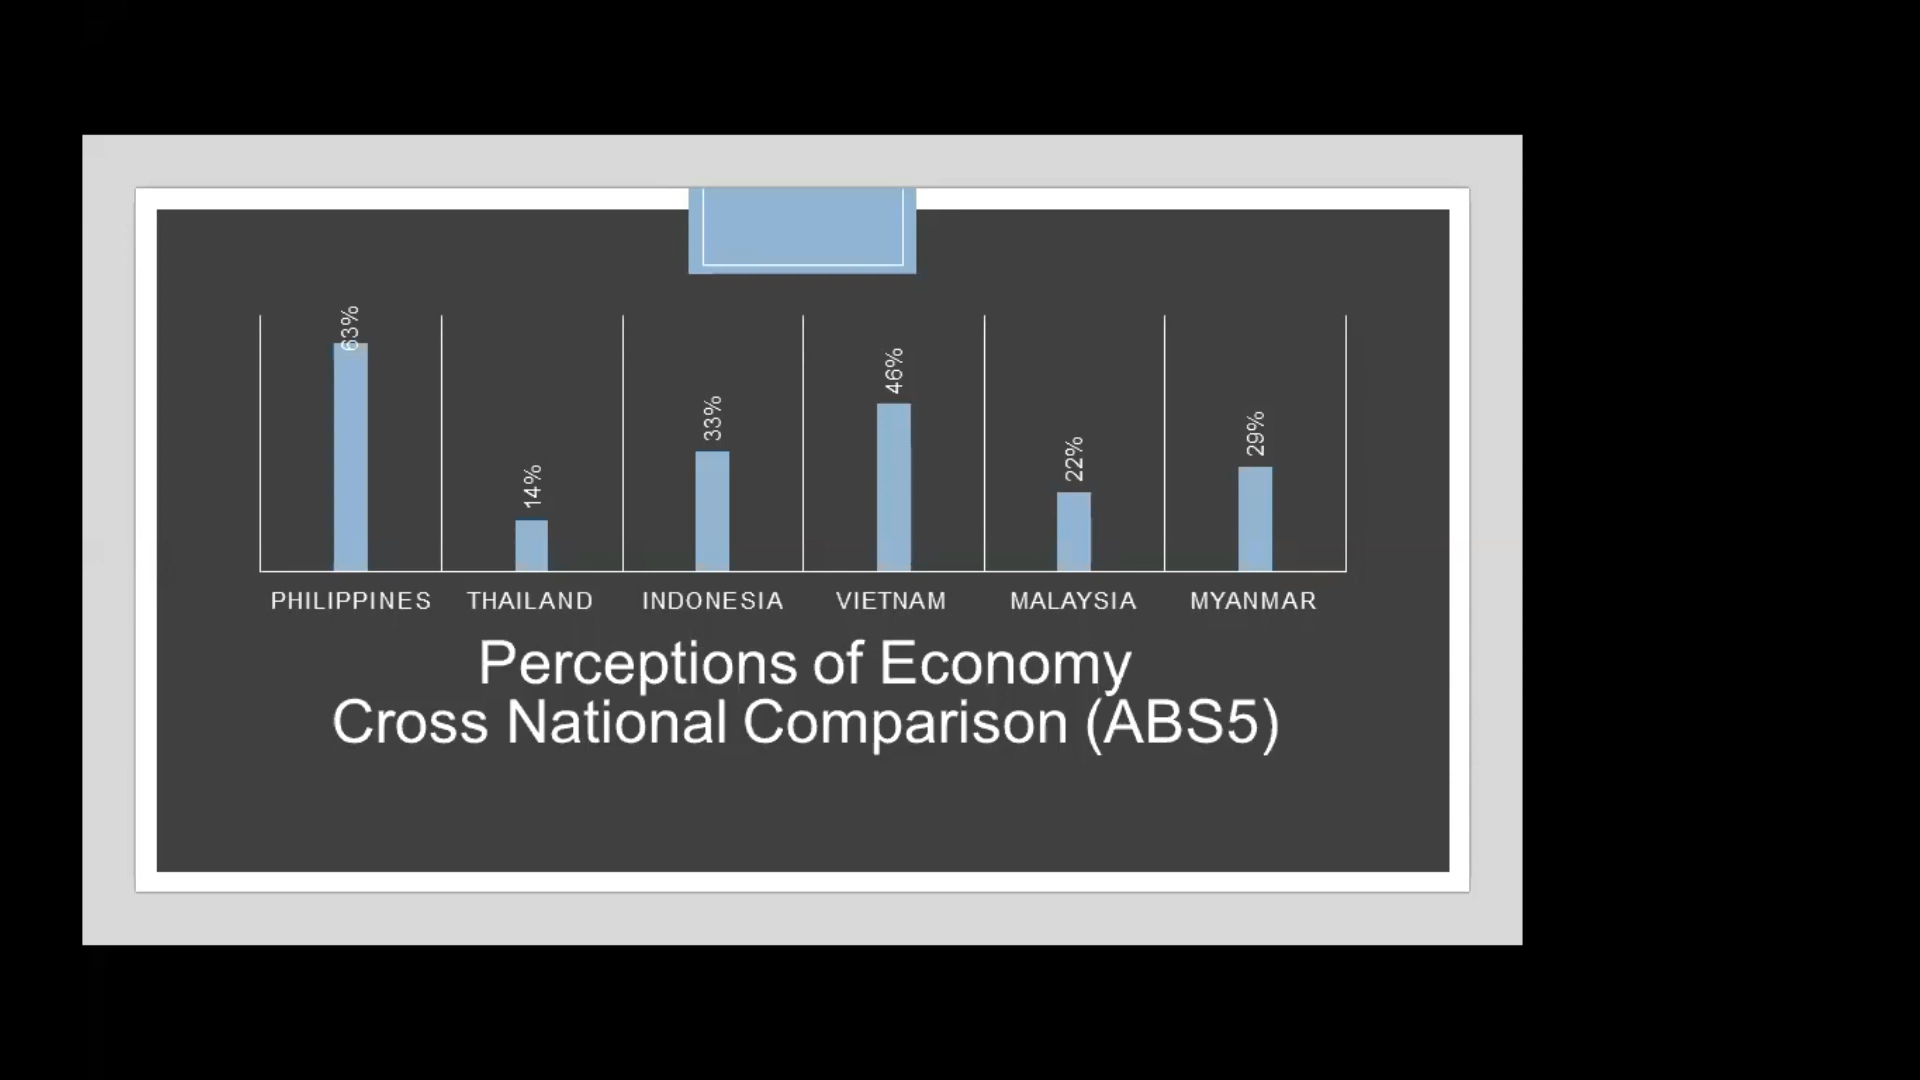 63%
14%
33%
46%
22%
29%
PHILIPPINES
THAILAND
INDONESIA
VIETNAM
MALAYSIA
MYANMAR
Perceptions of Economy
Cross National Comparison (ABS5)